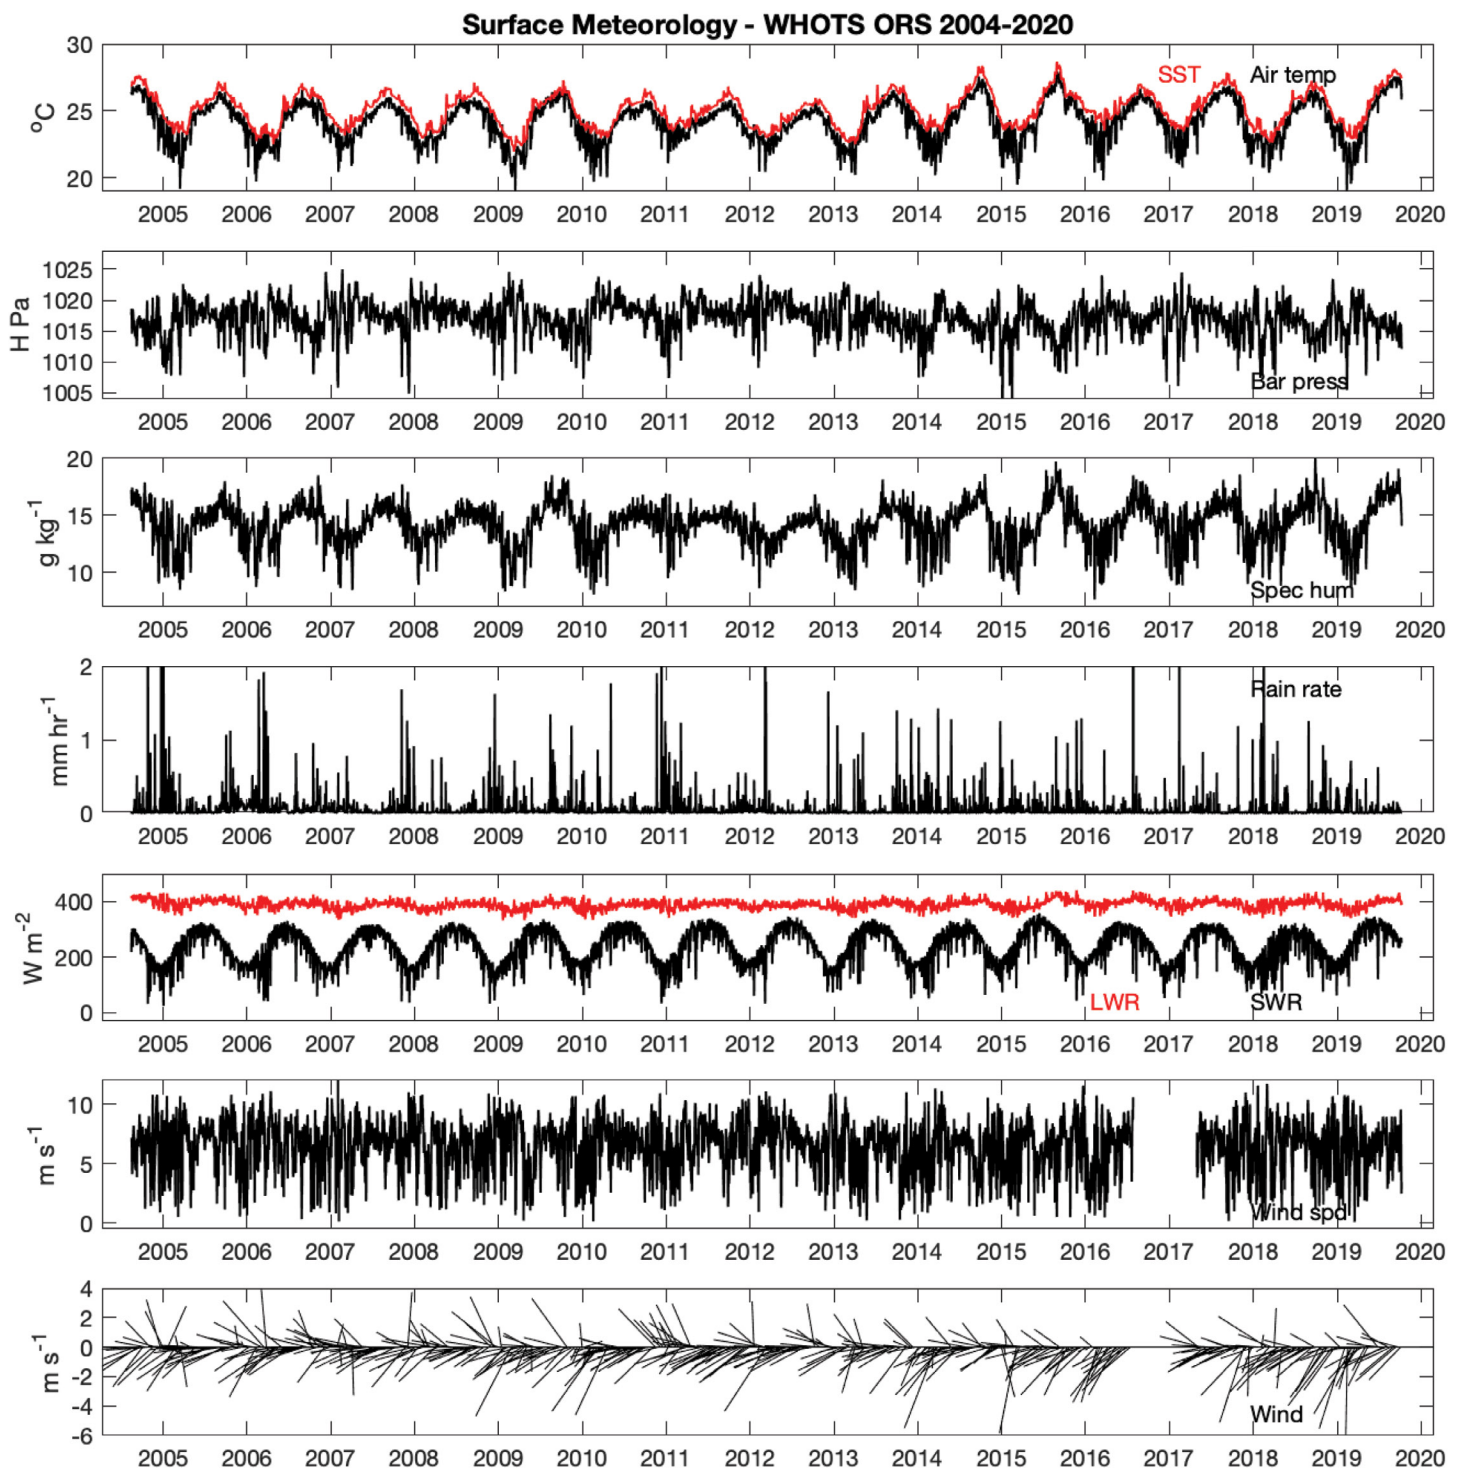 Surface Meteorology - WHOTS ORS 2004-2020
30
25
20
ºC
SST Air temp
2005 2006 2007 2008 2009 2010 2011 2012 2013 2014 2015 2016 2017 2018 2019 2020
1025
1020
1015
1010
1005
H Pa
Bar press
2005 2006 2007 2008 2009 2010 2011 2012 2013 2014 2015 2016 2017 2018 2019 2020
20
15
10
g kg⁻¹
Spec hum
2005 2006 2007 2008 2009 2010 2011 2012 2013 2014 2015 2016 2017 2018 2019 2020
2
1
0
mm hr⁻¹
Rain rate
2005 2006 2007 2008 2009 2010 2011 2012 2013 2014 2015 2016 2017 2018 2019 2020
400
200
0
W m⁻²
LWR SWR
2005 2006 2007 2008 2009 2010 2011 2012 2013 2014 2015 2016 2017 2018 2019 2020
10
5
0
m s⁻¹
Wind spd
2005 2006 2007 2008 2009 2010 2011 2012 2013 2014 2015 2016 2017 2018 2019 2020
4
2
0
-2
-4
-6
m s⁻¹
Wind
2005 2006 2007 2008 2009 2010 2011 2012 2013 2014 2015 2016 2017 2018 2019 2020